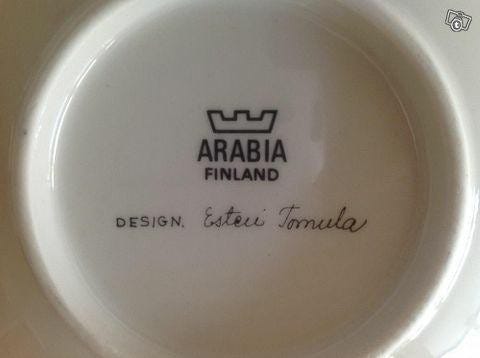 ARABIA
FINLAND
DESIGN. Esteri Tomula